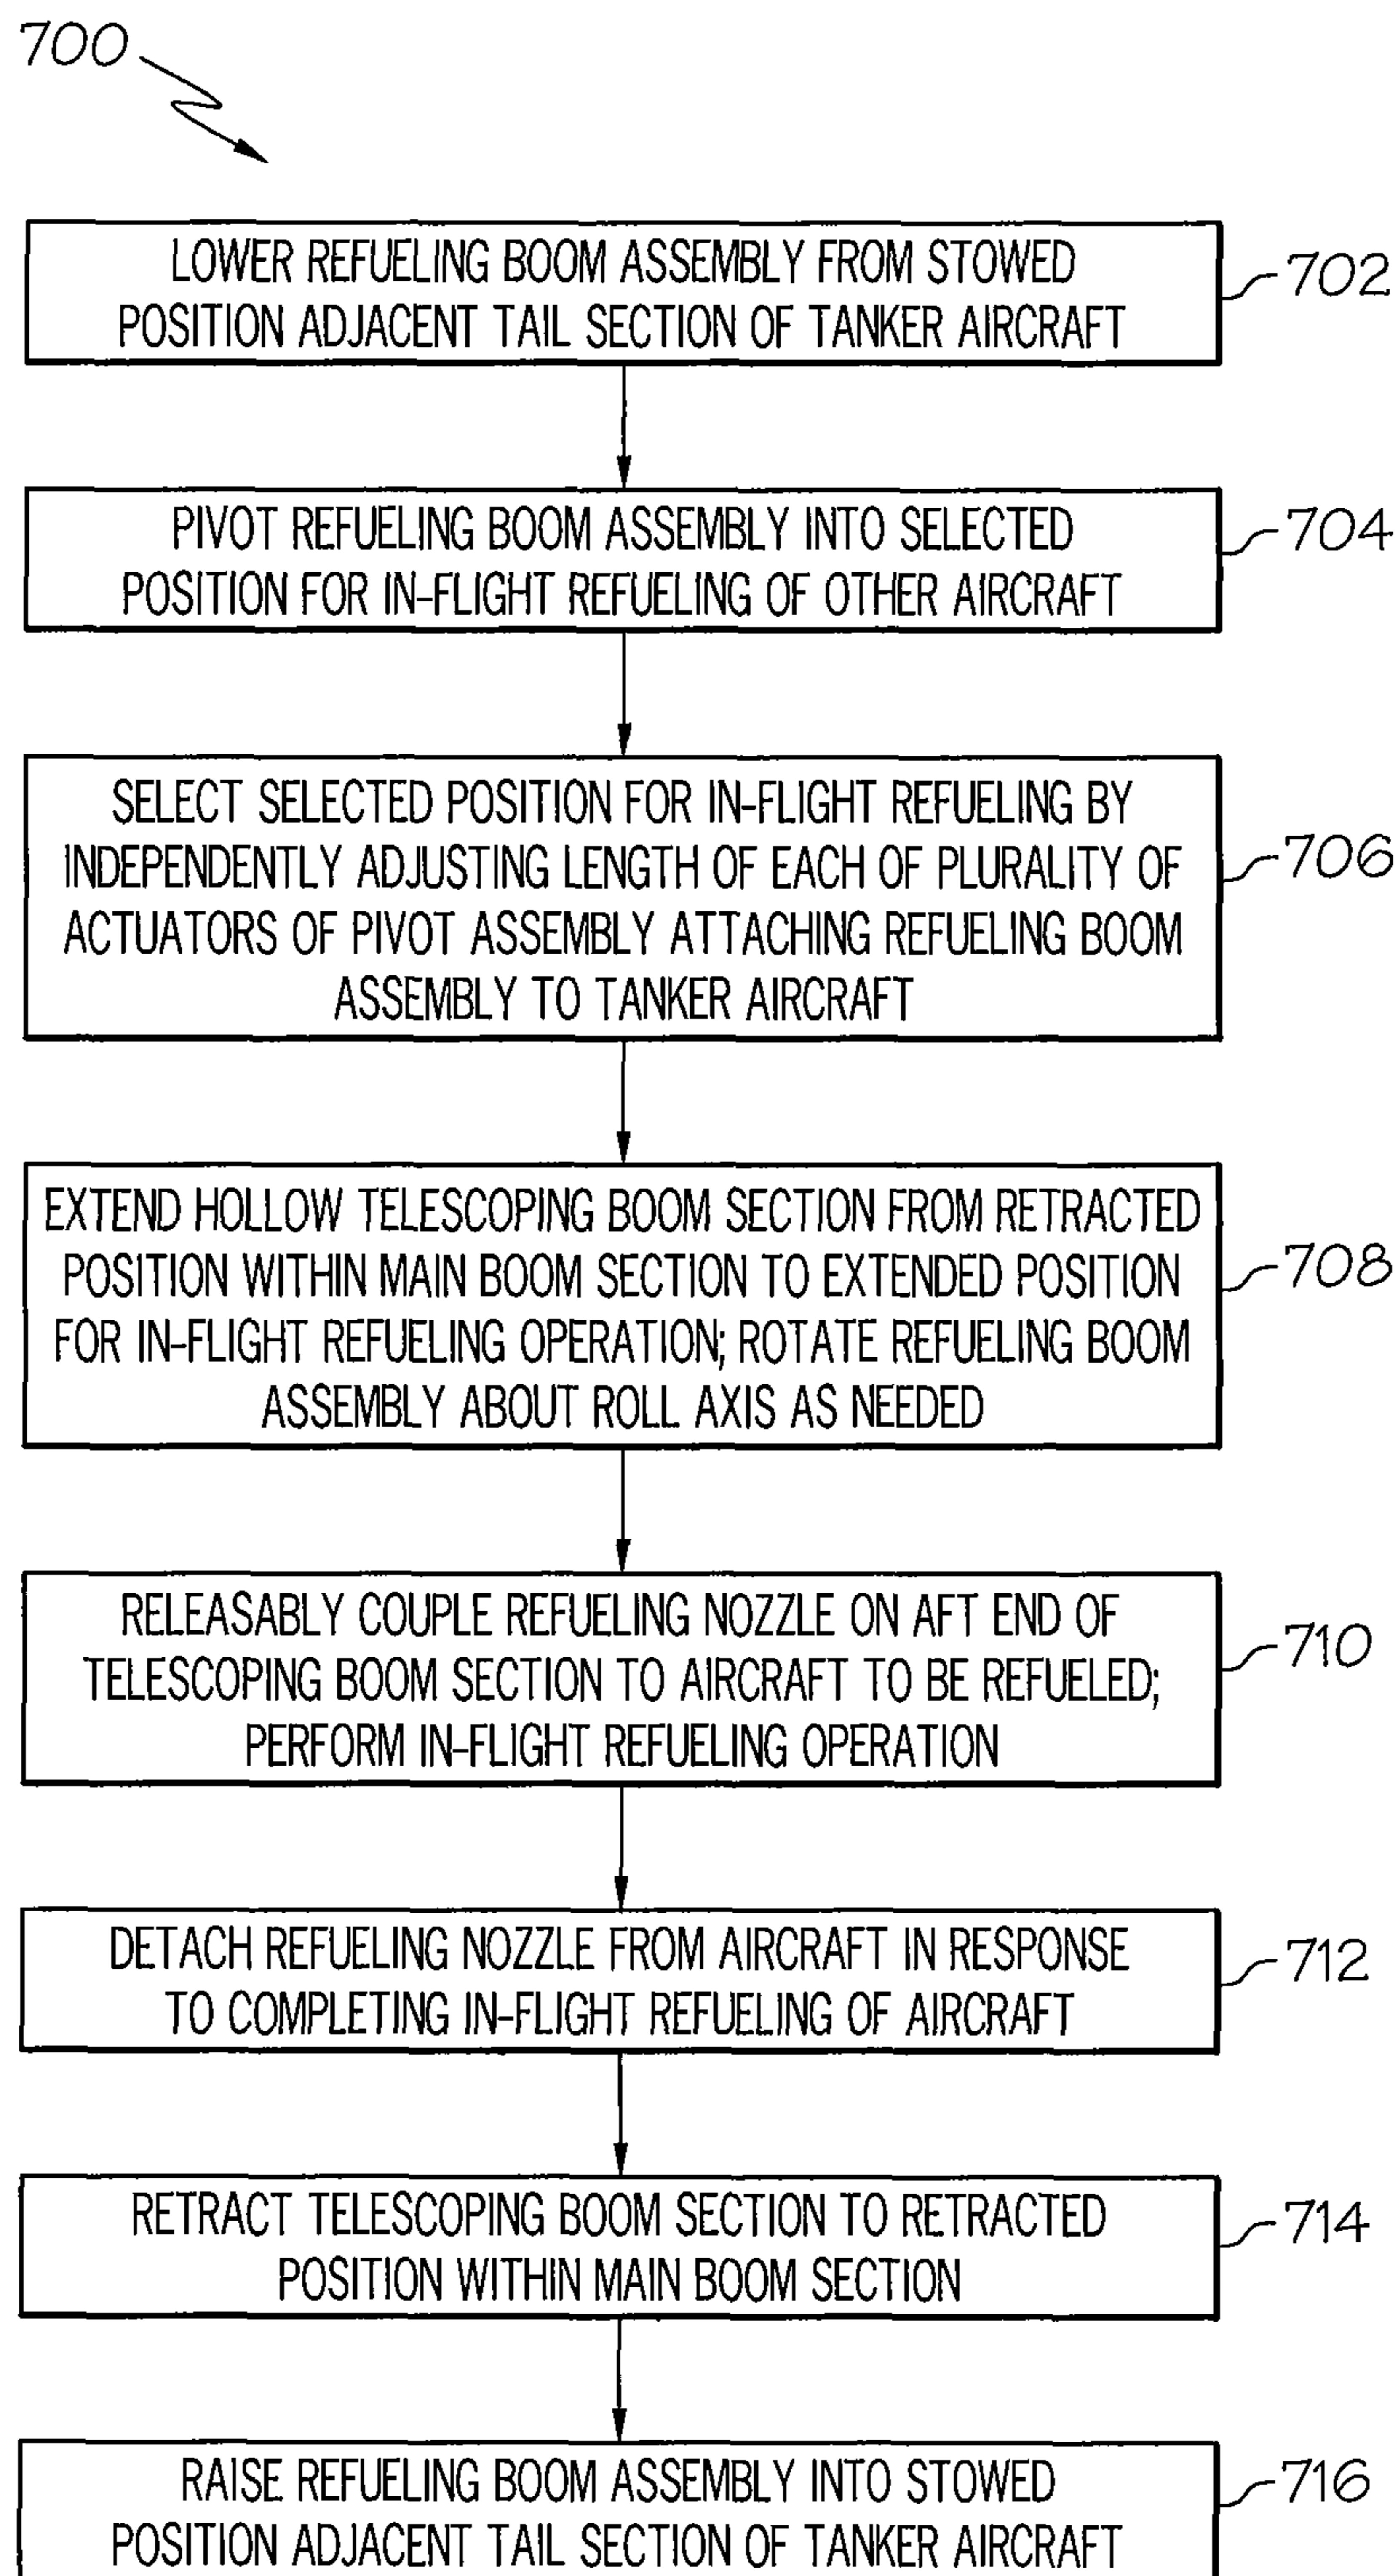 700
LOWER REFUELING BOOM ASSEMBLY FROM STOWED
POSITION ADJACENT TAIL SECTION OF TANKER AIRCRAFT
702
PIVOT REFUELING BOOM ASSEMBLY INTO SELECTED
POSITION FOR IN-FLIGHT REFUELING OF OTHER AIRCRAFT
704
SELECT SELECTED POSITION FOR IN-FLIGHT REFUELING BY
INDEPENDENTLY ADJUSTING LENGTH OF EACH OF PLURALITY OF
ACTUATORS OF PIVOT ASSEMBLY ATTACHING REFUELING BOOM
ASSEMBLY TO TANKER AIRCRAFT
706
EXTEND HOLLOW TELESCOPING BOOM SECTION FROM RETRACTED
POSITION WITHIN MAIN BOOM SECTION TO EXTENDED POSITION
FOR IN-FLIGHT REFUELING OPERATION; ROTATE REFUELING BOOM
ASSEMBLY ABOUT ROLL AXIS AS NEEDED
708
RELEASABLY COUPLE REFUELING NOZZLE ON AFT END OF
TELESCOPING BOOM SECTION TO AIRCRAFT TO BE REFUELED;
PERFORM IN-FLIGHT REFUELING OPERATION
710
DETACH REFUELING NOZZLE FROM AIRCRAFT IN RESPONSE
TO COMPLETING IN-FLIGHT REFUELING OF AIRCRAFT
712
RETRACT TELESCOPING BOOM SECTION TO RETRACTED
POSITION WITHIN MAIN BOOM SECTION
714
RAISE REFUELING BOOM ASSEMBLY INTO STOWED
POSITION ADJACENT TAIL SECTION OF TANKER AIRCRAFT
716